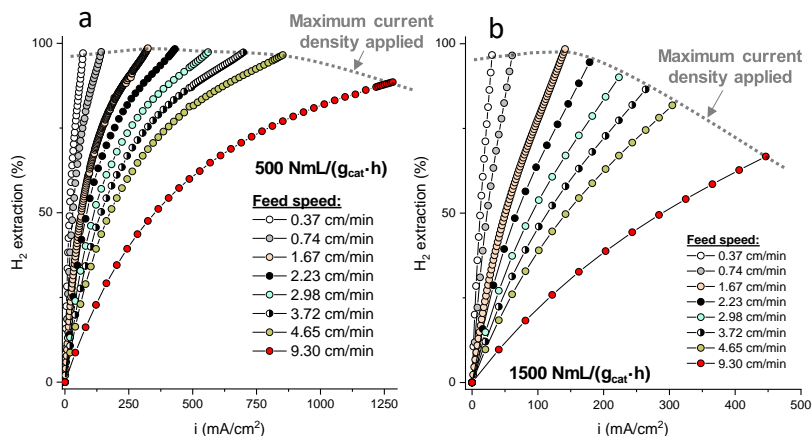 a
Maximum current
density applied
H₂ extraction (%)
100
50
0
500 NmL/(g_cat·h)
Feed speed:
0.37 cm/min
0.74 cm/min
1.67 cm/min
2.23 cm/min
2.98 cm/min
3.72 cm/min
4.65 cm/min
9.30 cm/min
0 250 500 750 1000 1250
i (mA/cm²)
b
Maximum current
density applied
H₂ extraction (%)
100
50
0
Feed speed:
0.37 cm/min
0.74 cm/min
1.67 cm/min
2.23 cm/min
2.98 cm/min
3.72 cm/min
4.65 cm/min
9.30 cm/min
1500 NmL/(g_cat·h)
0 100 200 300 400 500
i (mA/cm²)